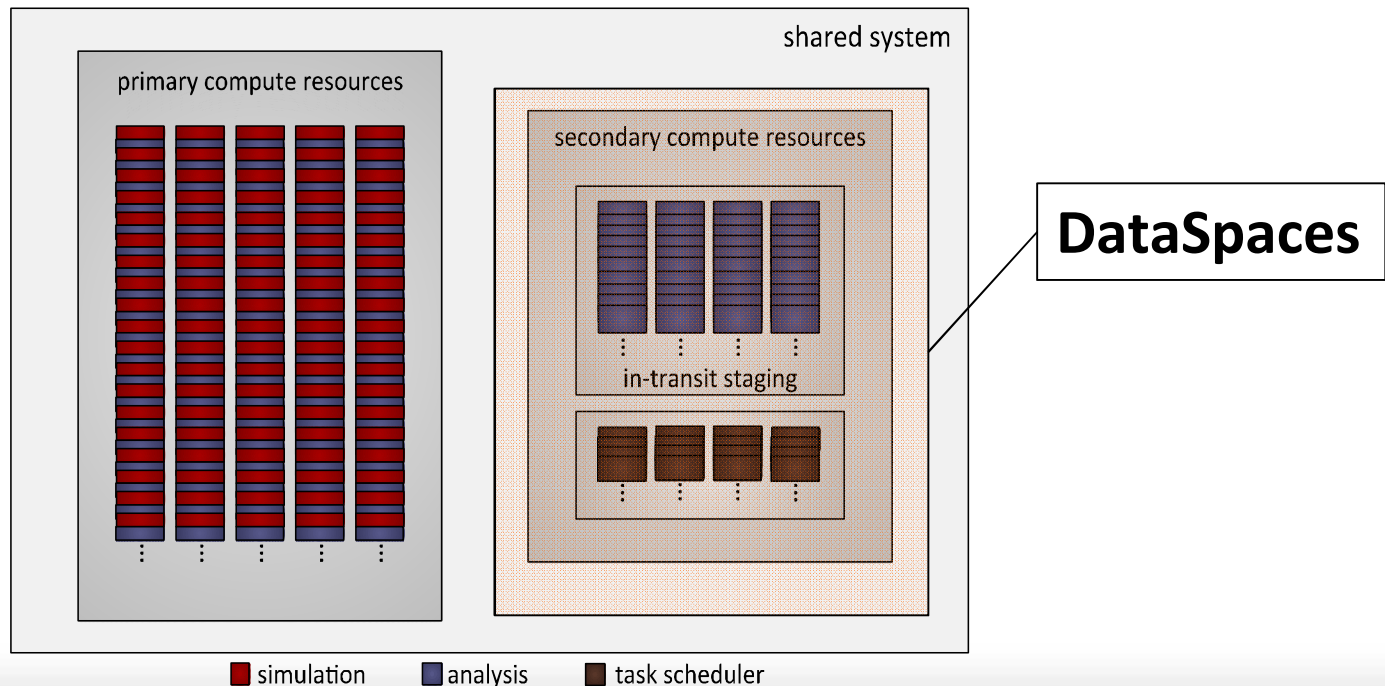 shared system
primary compute resources
secondary compute resources
in-transit staging
DataSpaces
simulation analysis task scheduler